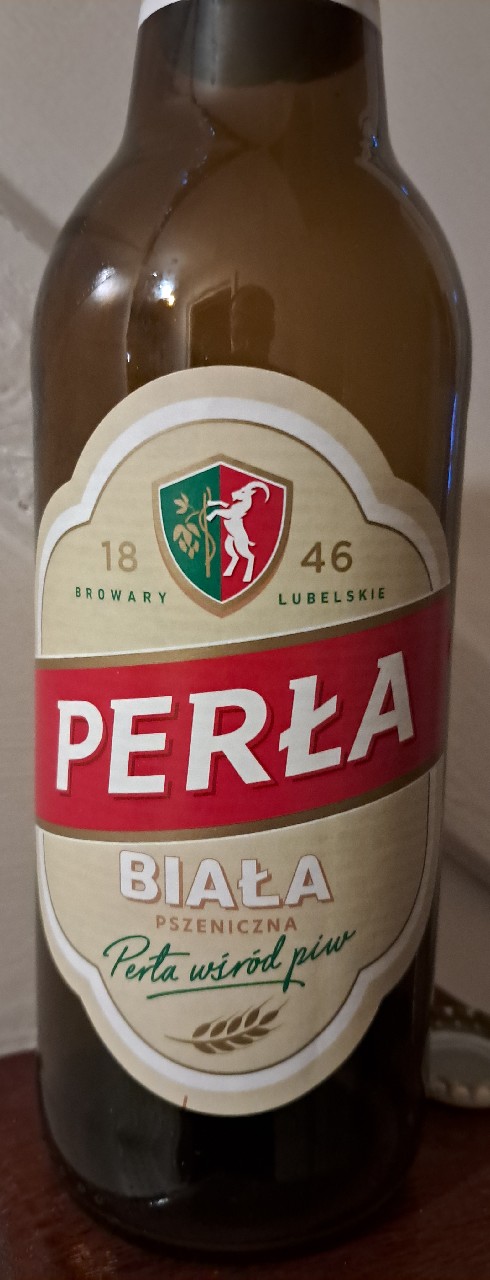 18 46
BROWARY LUBELSKIE
PERŁA
BIAŁA
PSZENICZNA
Perła wśród piw